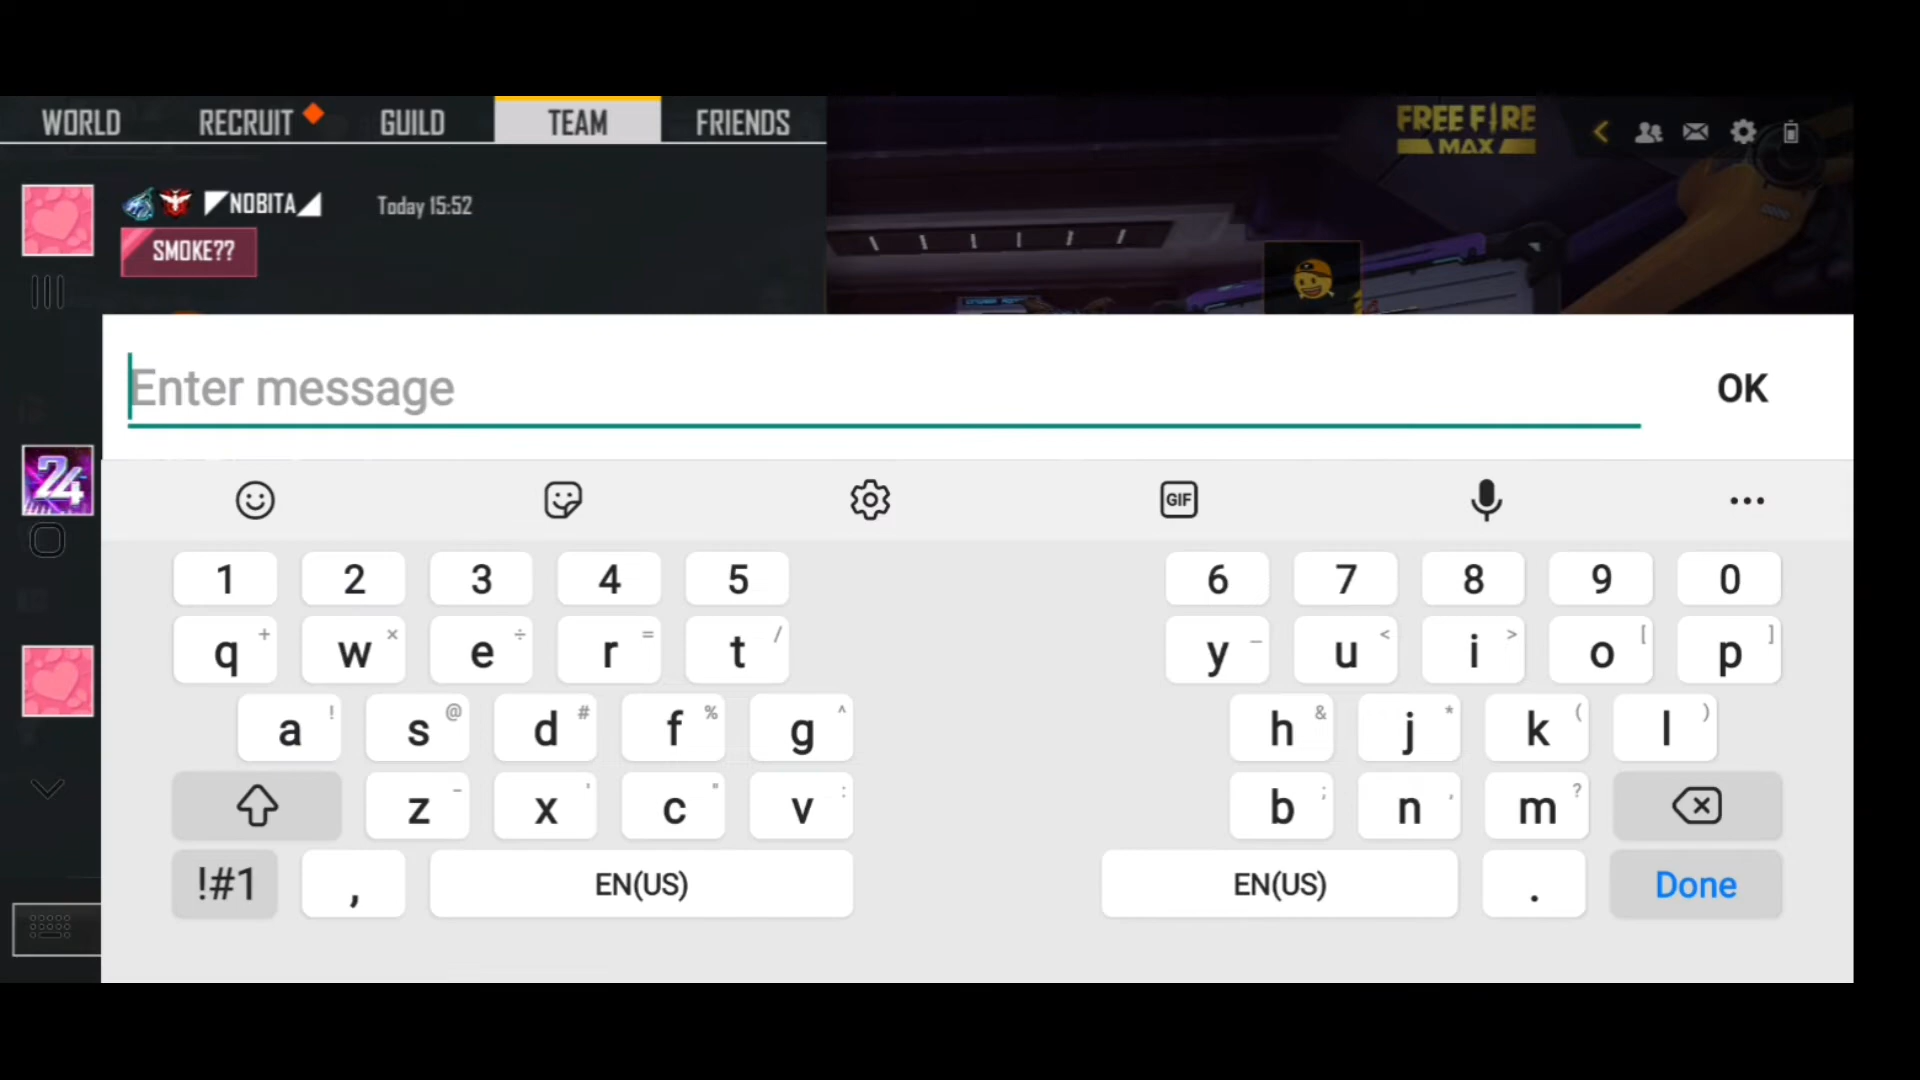 WORLD RECRUIT GUILD TEAM FRIENDS
FREE FIRE
MAX
NOBITA Today 15:52
SMOKE??
24
Enter message OK
GIF
1 2 3 4 5 6 7 8 9 0
q + w × e ÷ r = t / y _ u < i > o [ p ]
a ! s @ d # f % g ^ h & j * k ( l )
z - x ' c " v : b ; n , m ?
!#1 , EN(US) EN(US) . Done